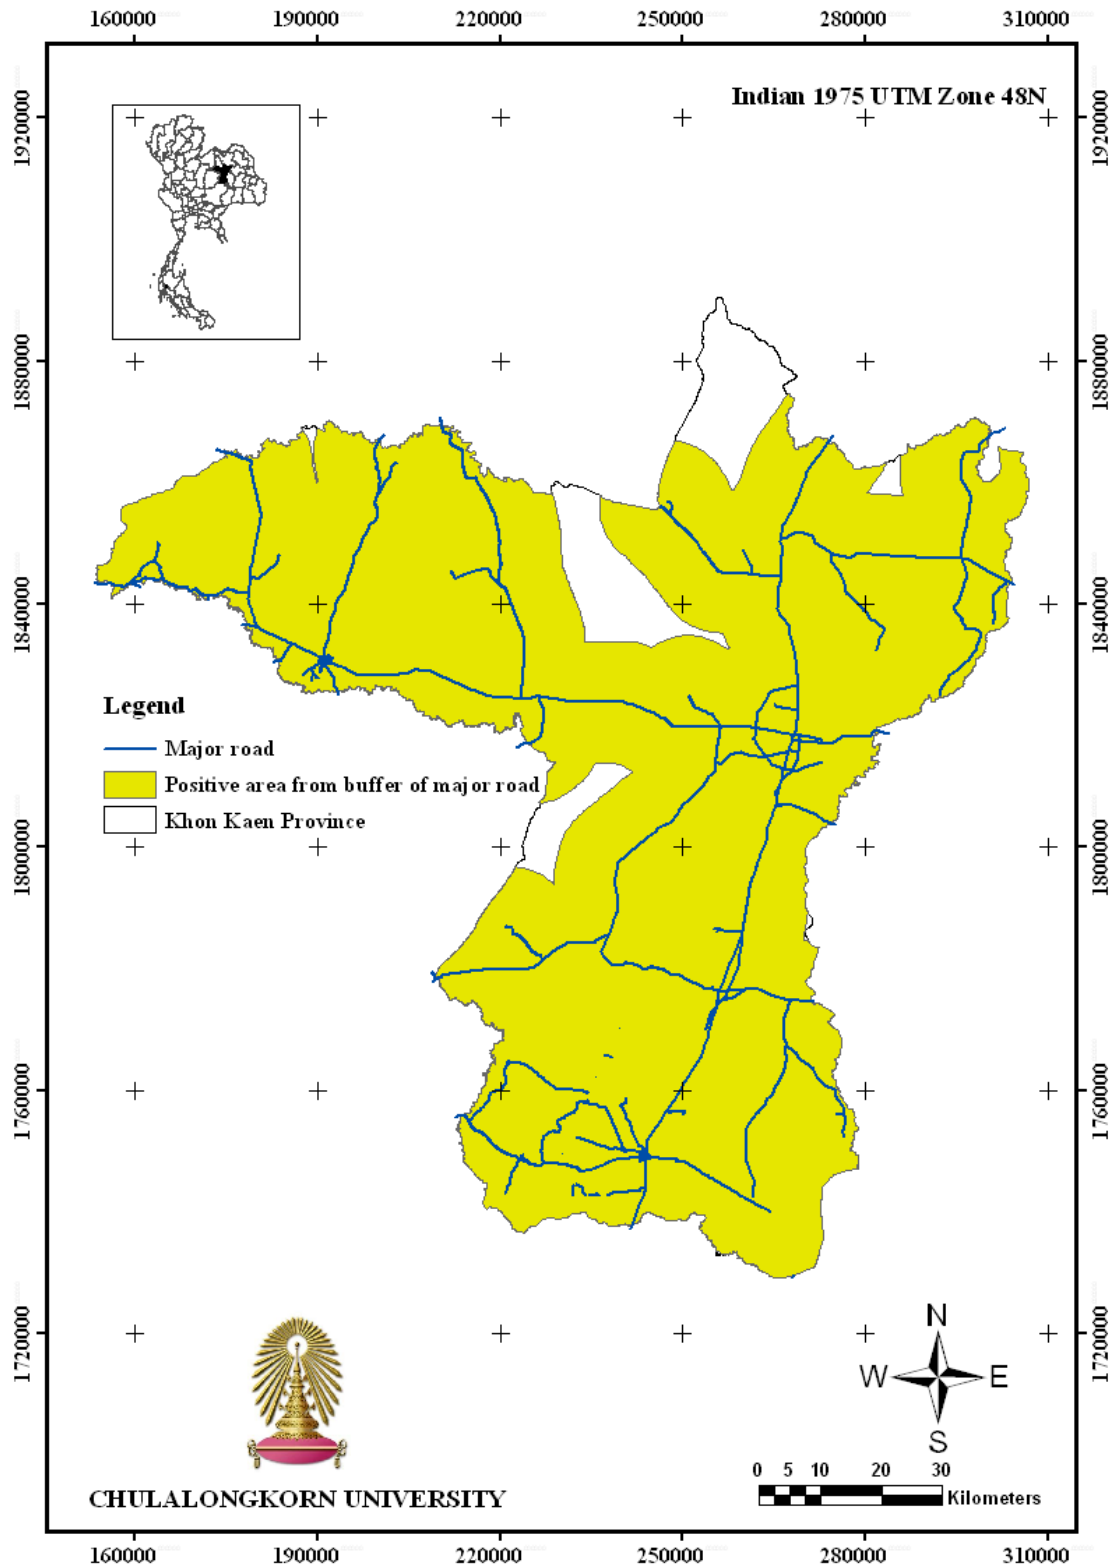 160000 190000 220000 250000 280000 310000
Indian 1975 UTM Zone 48N
1920000 1920000
1880000 1880000
1840000 1840000
Legend
Major road
Positive area from buffer of major road
Khon Kaen Province
1800000 1800000
1760000 1760000
1720000 1720000
N
W E
S
0 5 10 20 30
Kilometers
CHULALONGKORN UNIVERSITY
160000 190000 220000 250000 280000 310000